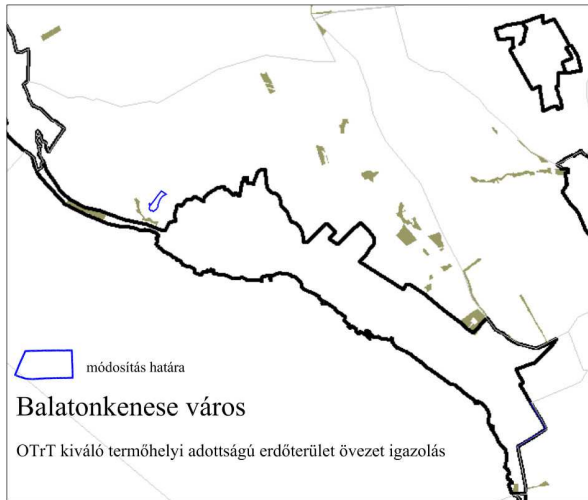 módosítás határa
Balatonkenese város
OTrT kiváló termőhelyi adottságú erdőterület övezet igazolás